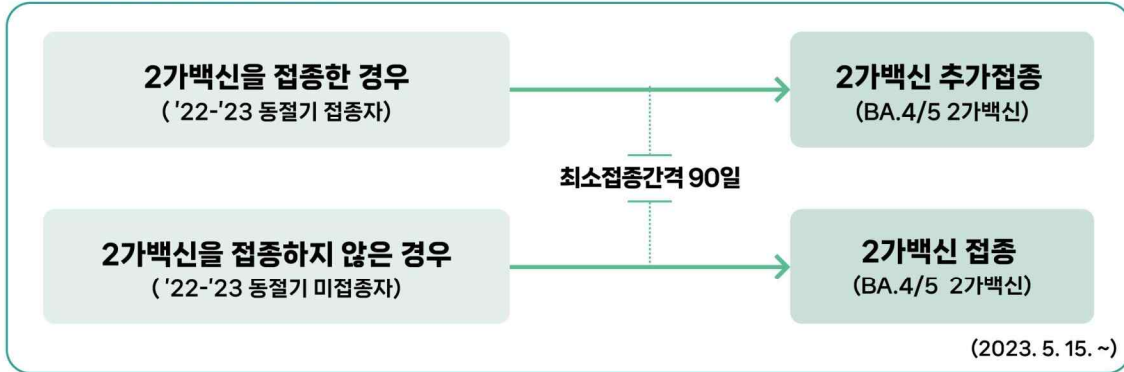 2가백신을 접종한 경우
( '22-'23 동절기 접종자)
2가백신 추가접종
(BA.4/5 2가백신)
최소접종간격 90일
2가백신을 접종하지 않은 경우
( '22-'23 동절기 미접종자)
2가백신 접종
(BA.4/5 2가백신)
(2023. 5. 15. ~)